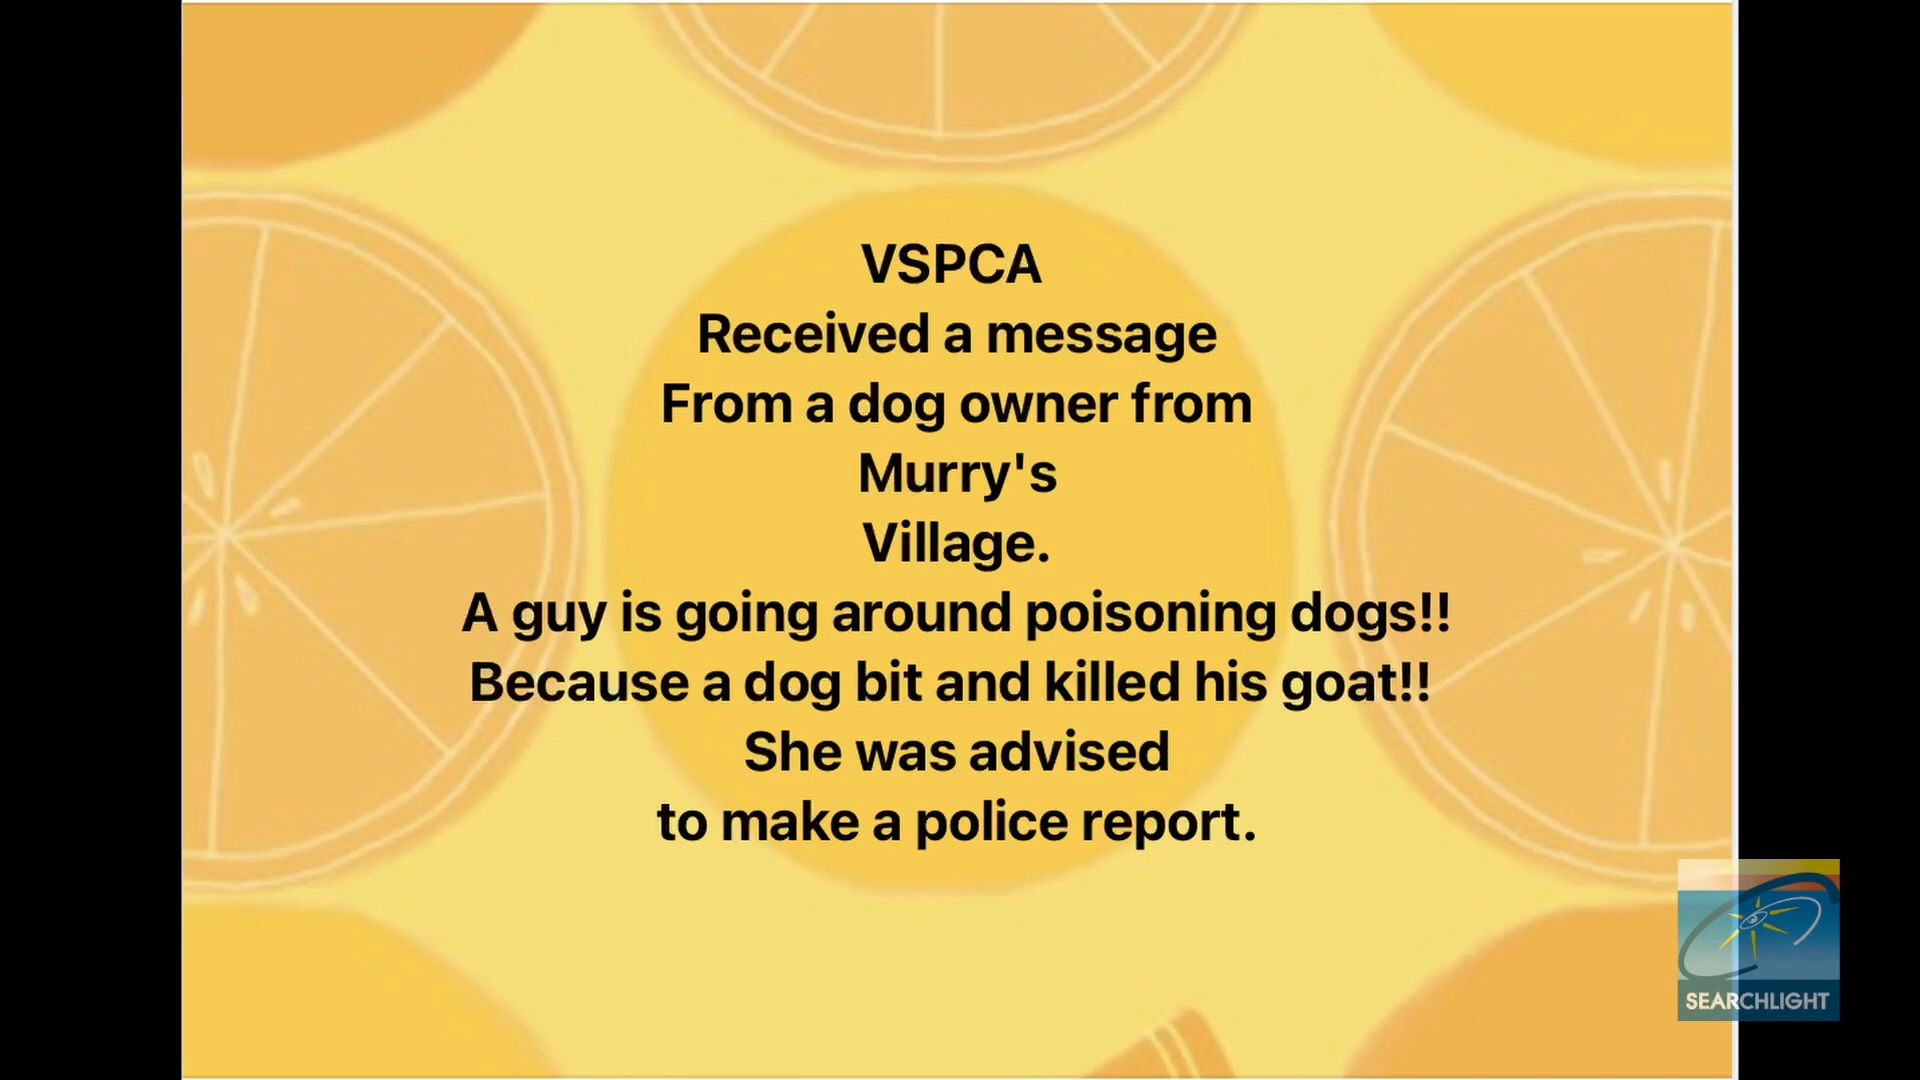 VSPCA
Received a message
From a dog owner from
Murry's
Village.
A guy is going around poisoning dogs!!
Because a dog bit and killed his goat!!
She was advised
to make a police report.
SEARCHLIGHT